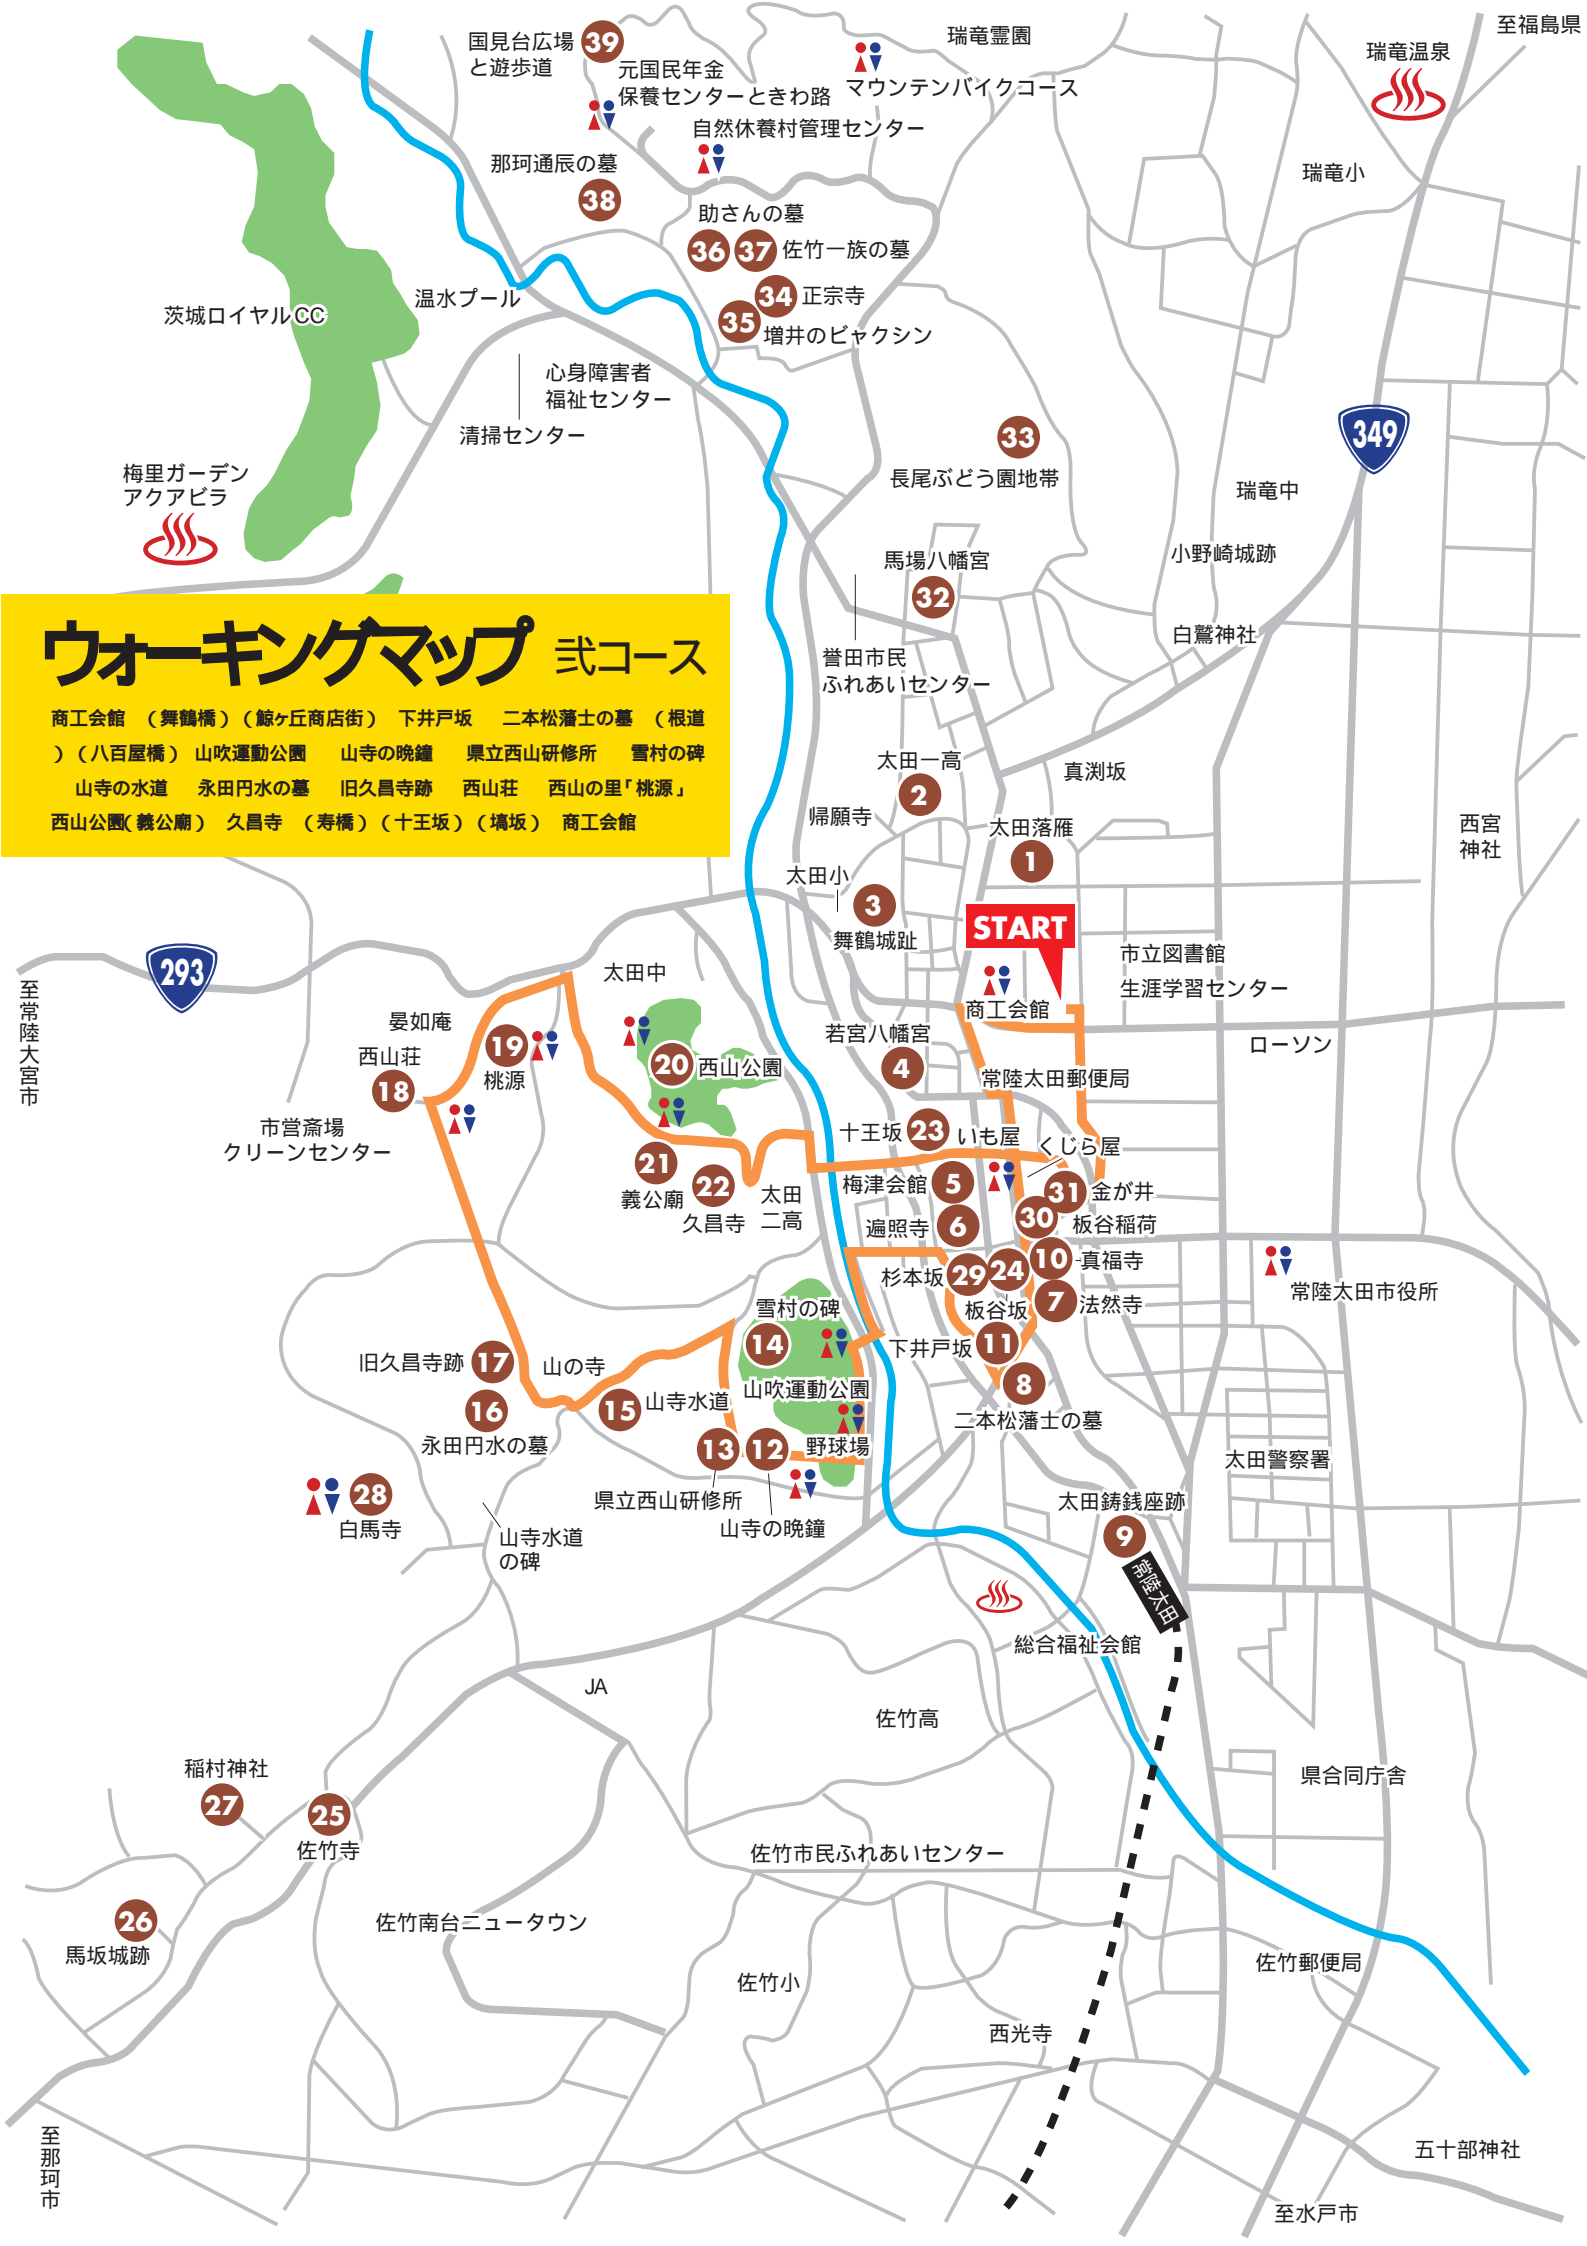 国見台広場
と遊歩道
39
元国民年金
保養センターときわ路
瑞竜霊園
マウンテンバイクコース
至福島県
瑞竜温泉
自然休養村管理センター
那珂通辰の墓
38
瑞竜小
助さんの墓
36
37
佐竹一族の墓
34
正宗寺
35
増井のビャクシン
茨城ロイヤルCC
温水プール
心身障害者
福祉センター
清掃センター
349
33
長尾ぶどう園地帯
梅里ガーデン
アクアビラ
瑞竜中
小野崎城跡
馬場八幡宮
32
白鷺神社
誉田市民
ふれあいセンター
ウォーキングマップ 弐コース
商工会館 (舞鶴橋)(鯨ヶ丘商店街) 下井戸坂 二本松藩士の墓 (根道
)(八百屋橋) 山吹運動公園 山寺の晩鐘 県立西山研修所 雪村の碑
山寺の水道 永田円水の墓 旧久昌寺跡 西山荘 西山の里「桃源」
西山公園(義公廟) 久昌寺 (寿橋)(十王坂)(塙坂) 商工会館
太田一高
2
真渕坂
帰願寺
太田落雁
1
西宮
神社
太田小
3
舞鶴城趾
START
商工会館
市立図書館
生涯学習センター
293
至常陸大宮市
太田中
晏如庵
西山荘
18
19
桃源
20
西山公園
若宮八幡宮
4
ローソン
常陸太田郵便局
市営斎場
クリーンセンター
十王坂
23
いも屋
くじら屋
21
義公廟
22
久昌寺
太田
二高
梅津会館
5
31
金が井
遍照寺
6
30
板谷稲荷
杉本坂
29
24
10
真福寺
板谷坂
7
法然寺
常陸太田市役所
雪村の碑
14
下井戸坂
11
8
二本松藩士の墓
旧久昌寺跡
17
山の寺
16
永田円水の墓
15
山寺水道
山吹運動公園
13
12
野球場
県立西山研修所
山寺の晩鐘
太田警察署
28
白馬寺
山寺水道
の碑
太田鋳銭座跡
9
常陸太田
総合福祉会館
JA
佐竹高
稲村神社
27
25
佐竹寺
県合同庁舎
佐竹市民ふれあいセンター
26
馬坂城跡
佐竹南台ニュータウン
佐竹小
佐竹郵便局
西光寺
至那珂市
五十部神社
至水戸市